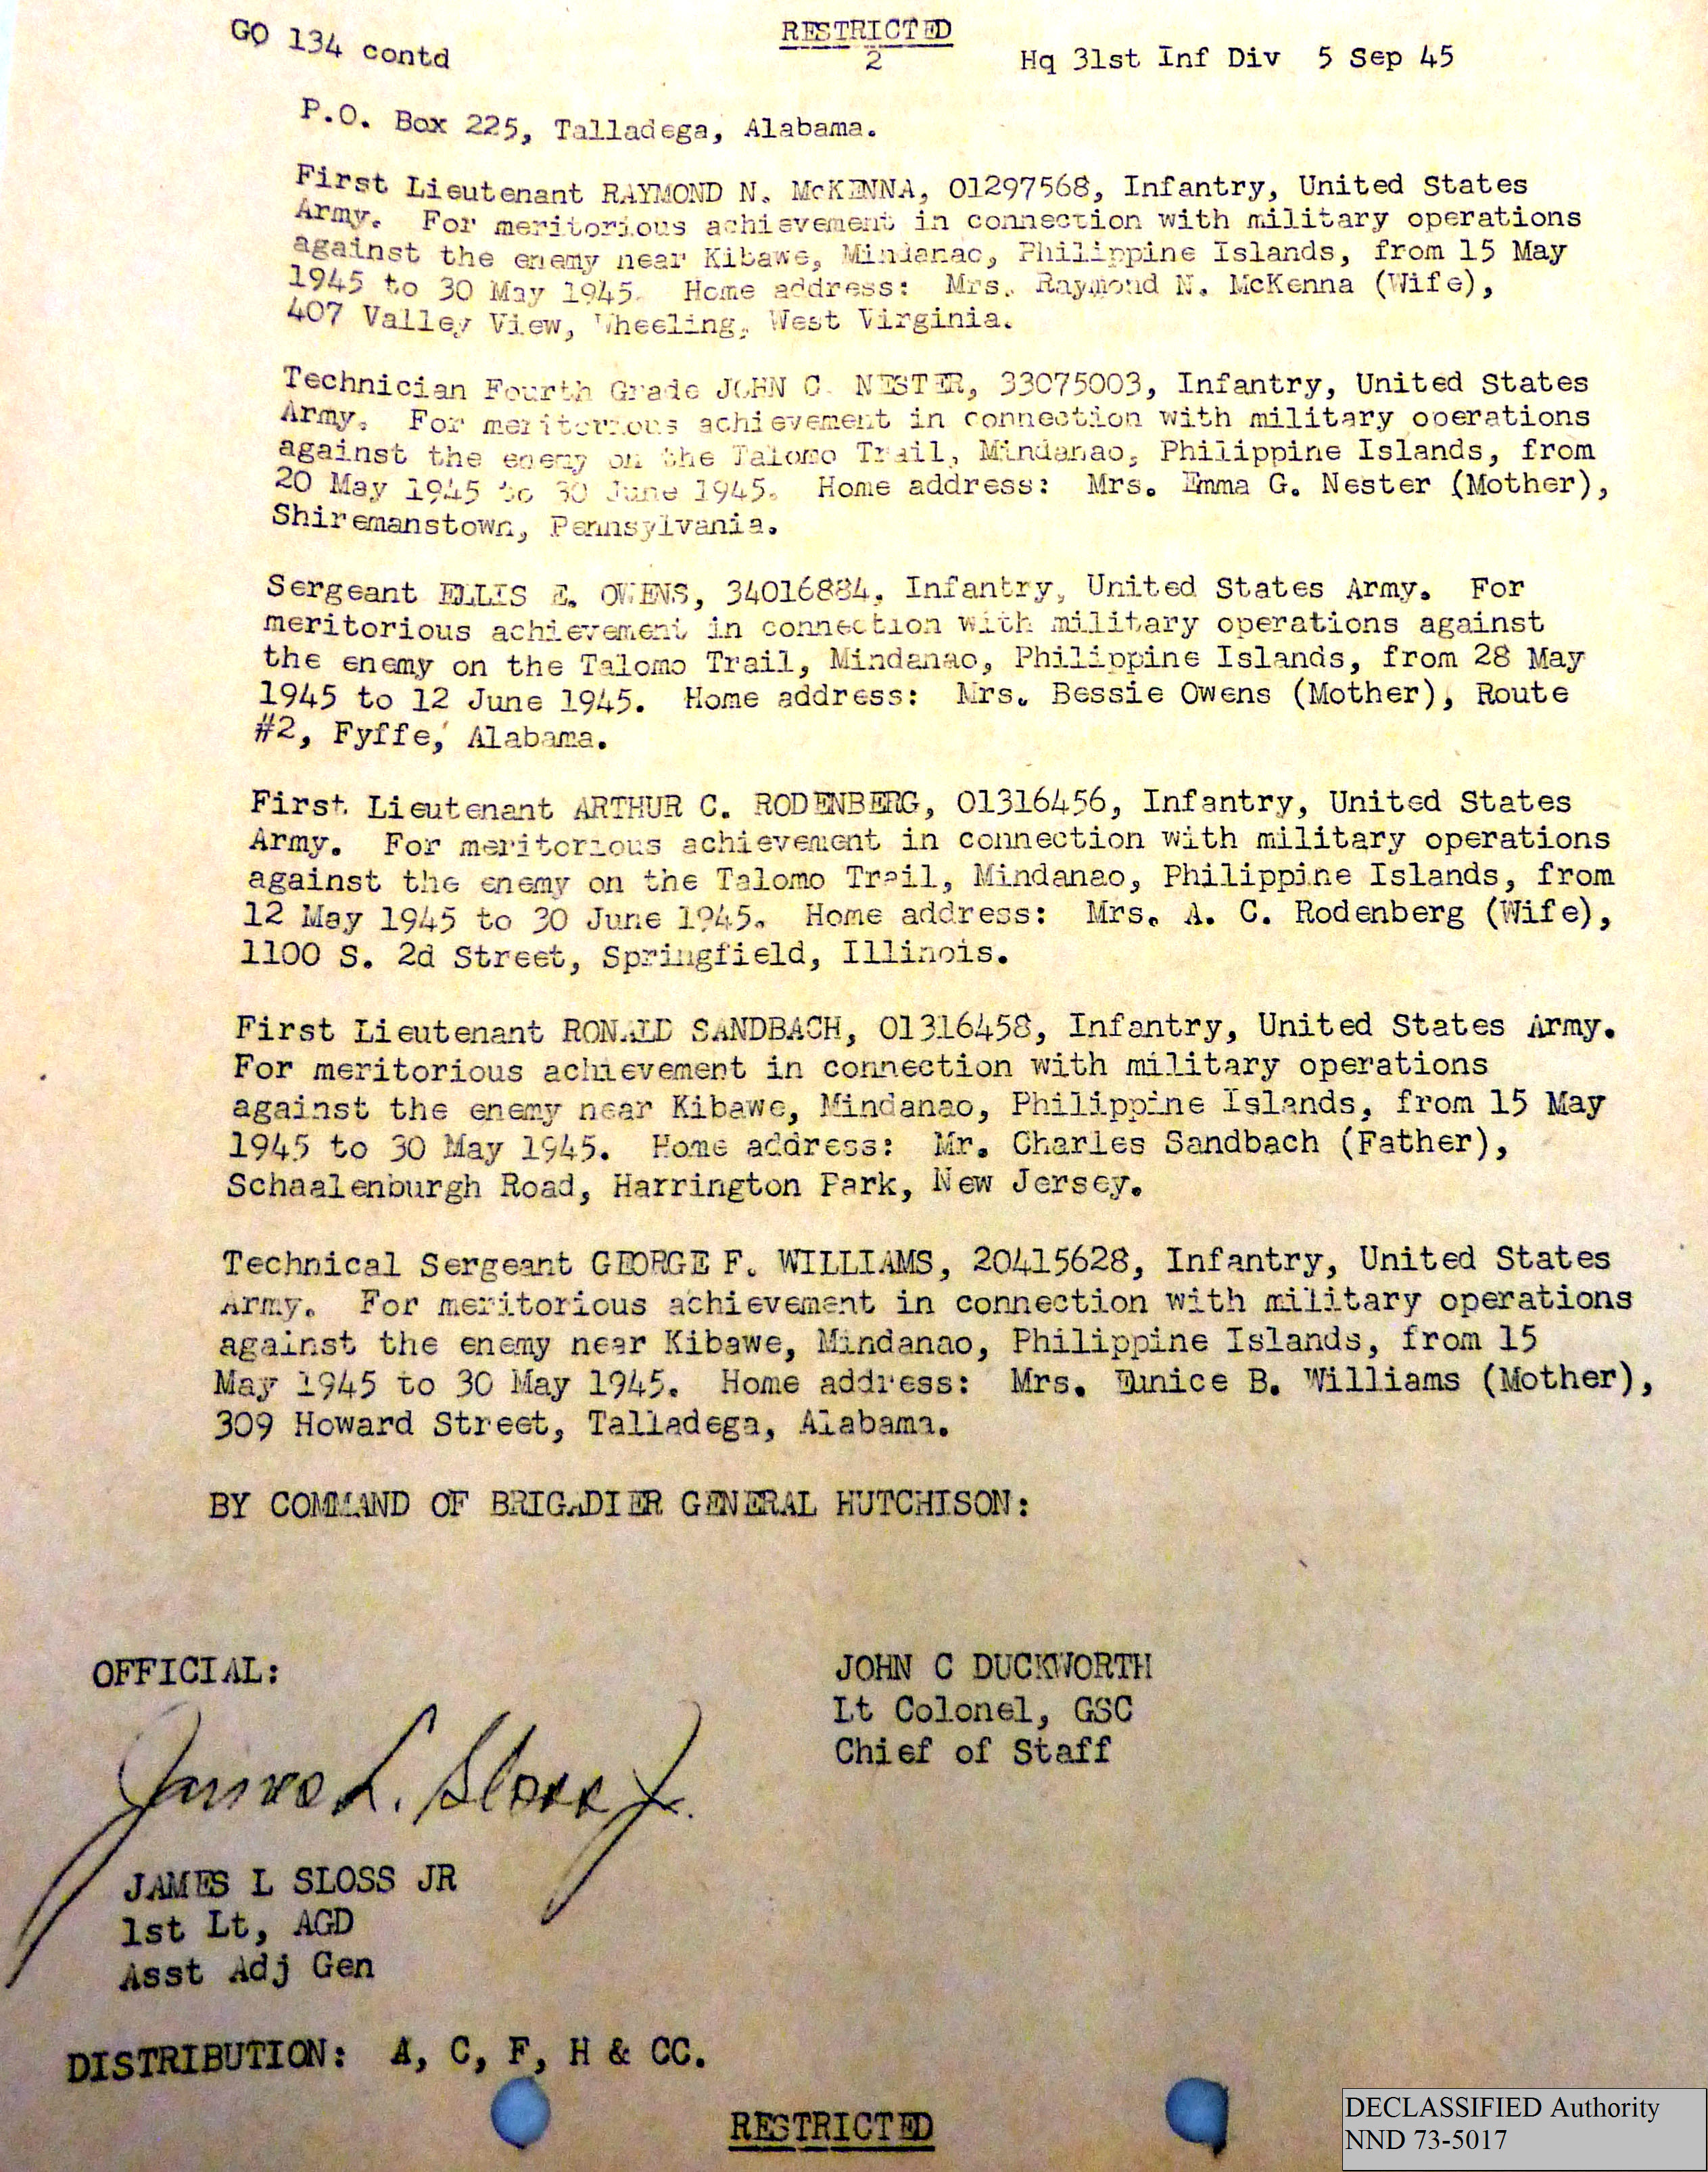 GO 134 contd
RESTRICTED
2
Hq 31st Inf Div 5 Sep 45
P.O. Box 225, Talladega, Alabama.
First Lieutenant RAYMOND N. McKENNA, 01297568, Infantry, United States
Army. For meritorious achievement in connection with military operations
against the enemy near Kibawe, Mindanao, Philippine Islands, from 15 May
1945 to 30 May 1945. Home address: Mrs. Raymond N. McKenna (Wife),
407 Valley View, Wheeling, West Virginia.
Technician Fourth Grade JOHN C. NESTER, 33075003, Infantry, United States
Army. For meritorious achievement in connection with military operations
against the enemy on the Talomo Trail, Mindanao, Philippine Islands, from
20 May 1945 to 30 June 1945. Home address: Mrs. Emma G. Nester (Mother),
Shiremanstown, Pennsylvania.
Sergeant ELLIS E. OWENS, 34016884, Infantry, United States Army. For
meritorious achievement in connection with military operations against
the enemy on the Talomo Trail, Mindanao, Philippine Islands, from 28 May
1945 to 12 June 1945. Home address: Mrs. Bessie Owens (Mother), Route
#2, Fyffe, Alabama.
First Lieutenant ARTHUR C. RODENBERG, 01316456, Infantry, United States
Army. For meritorious achievement in connection with military operations
against the enemy on the Talomo Trail, Mindanao, Philippine Islands, from
12 May 1945 to 30 June 1945. Home address: Mrs. A. C. Rodenberg (Wife),
1100 S. 2d Street, Springfield, Illinois.
First Lieutenant RONALD SANDBACH, 01316458, Infantry, United States Army.
For meritorious achievement in connection with military operations
against the enemy near Kibawe, Mindanao, Philippine Islands, from 15 May
1945 to 30 May 1945. Home address: Mr. Charles Sandbach (Father),
Schaalenburgh Road, Harrington Park, New Jersey.
Technical Sergeant GEORGE F. WILLIAMS, 20415628, Infantry, United States
Army. For meritorious achievement in connection with military operations
against the enemy near Kibawe, Mindanao, Philippine Islands, from 15
May 1945 to 30 May 1945. Home address: Mrs. Eunice B. Williams (Mother),
309 Howard Street, Talladega, Alabama.
BY COMMAND OF BRIGADIER GENERAL HUTCHISON:
OFFICIAL:
JOHN C DUCKWORTH
Lt Colonel, GSC
Chief of Staff
James L. Sloss Jr.
JAMES L SLOSS JR
1st Lt, AGD
Asst Adj Gen
DISTRIBUTION: A, C, F, H & CC.
RESTRICTED
DECLASSIFIED Authority
NND 73-5017